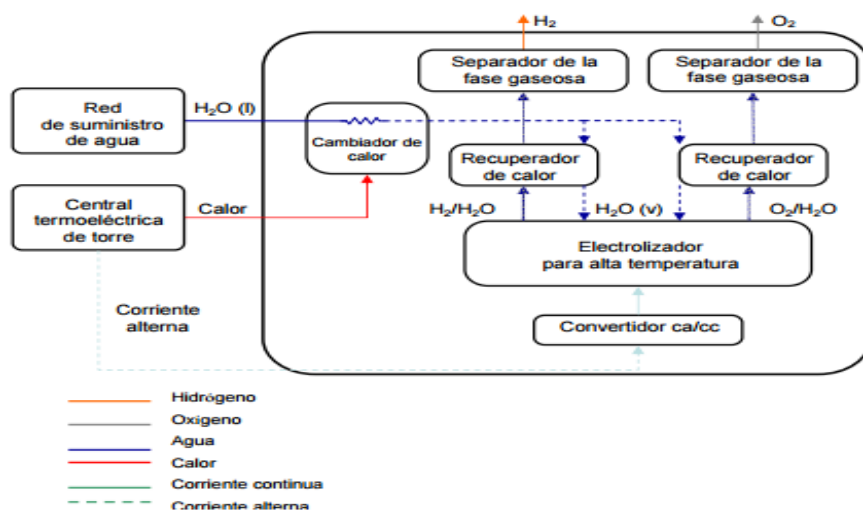 H₂
O₂
Separador de la
fase gaseosa
Separador de la
fase gaseosa
Red
de suministro
de agua
H₂O (l)
Cambiador de
calor
Recuperador
de calor
Recuperador
de calor
Central
termoeléctrica
de torre
Calor
H₂/H₂O
H₂O (v)
O₂/H₂O
Electrolizador
para alta temperatura
Corriente
alterna
Convertidor ca/cc
Hidrógeno
Oxígeno
Agua
Calor
Corriente continua
Corriente alterna